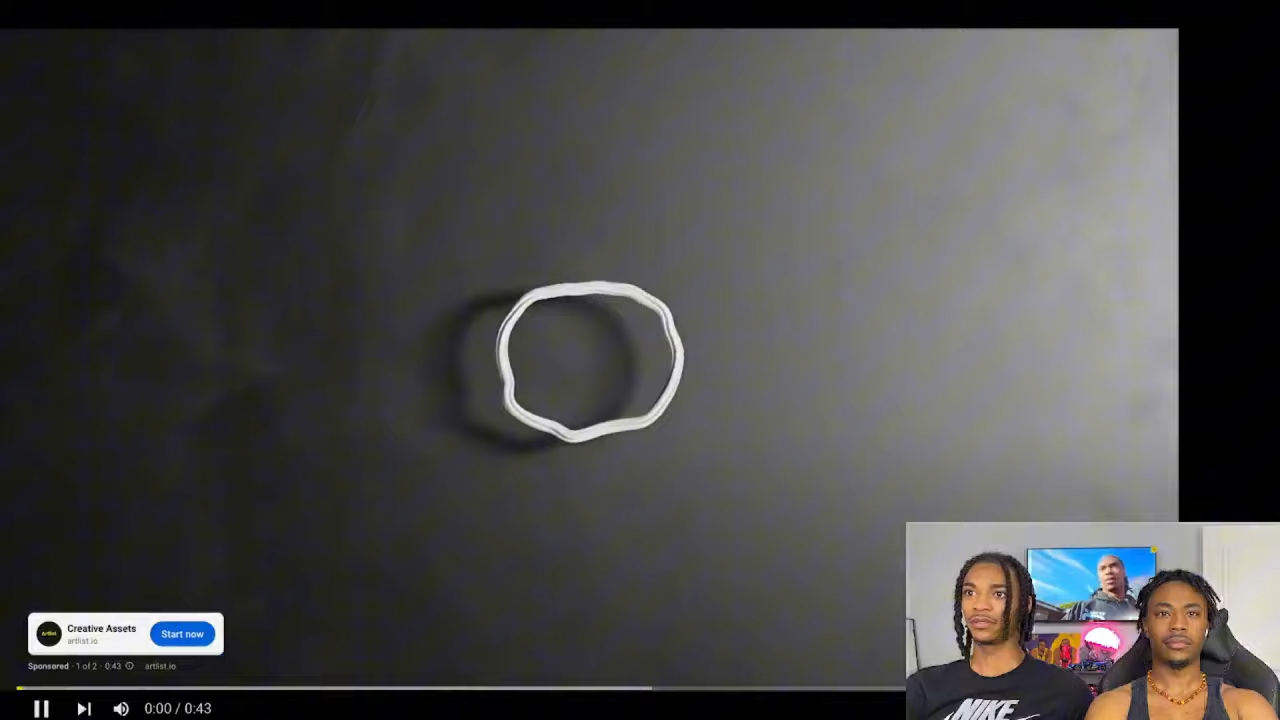 Artlist
Creative Assets
artlist.io
Start now
Sponsored · 1 of 2 · 0:43
artlist.io
0:00 / 0:43
NIKE